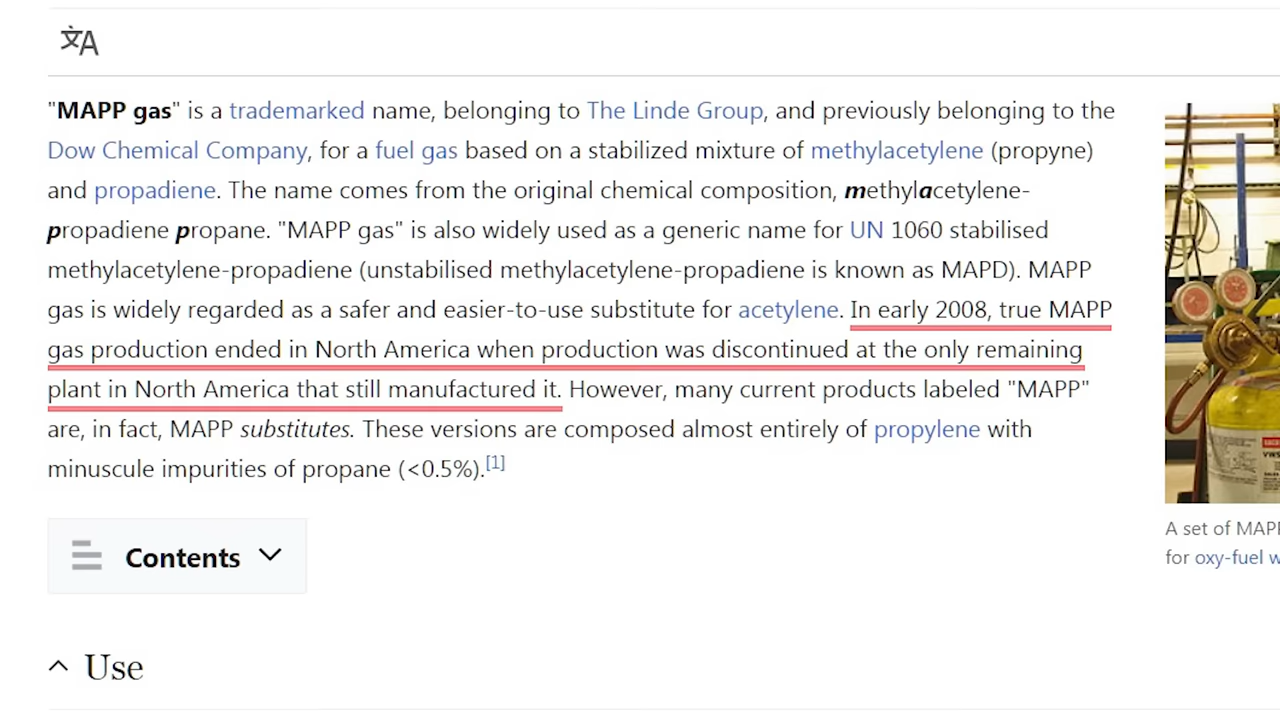 "MAPP gas" is a trademarked name, belonging to The Linde Group, and previously belonging to the
Dow Chemical Company, for a fuel gas based on a stabilized mixture of methylacetylene (propyne)
and propadiene. The name comes from the original chemical composition, methylacetylene-
propadiene propane. "MAPP gas" is also widely used as a generic name for UN 1060 stabilised
methylacetylene-propadiene (unstabilised methylacetylene-propadiene is known as MAPD). MAPP
gas is widely regarded as a safer and easier-to-use substitute for acetylene. In early 2008, true MAPP
gas production ended in North America when production was discontinued at the only remaining
plant in North America that still manufactured it. However, many current products labeled "MAPP"
are, in fact, MAPP substitutes. These versions are composed almost entirely of propylene with
minuscule impurities of propane (<0.5%).[1]
A set of MAPP
for oxy-fuel w
Contents
Use